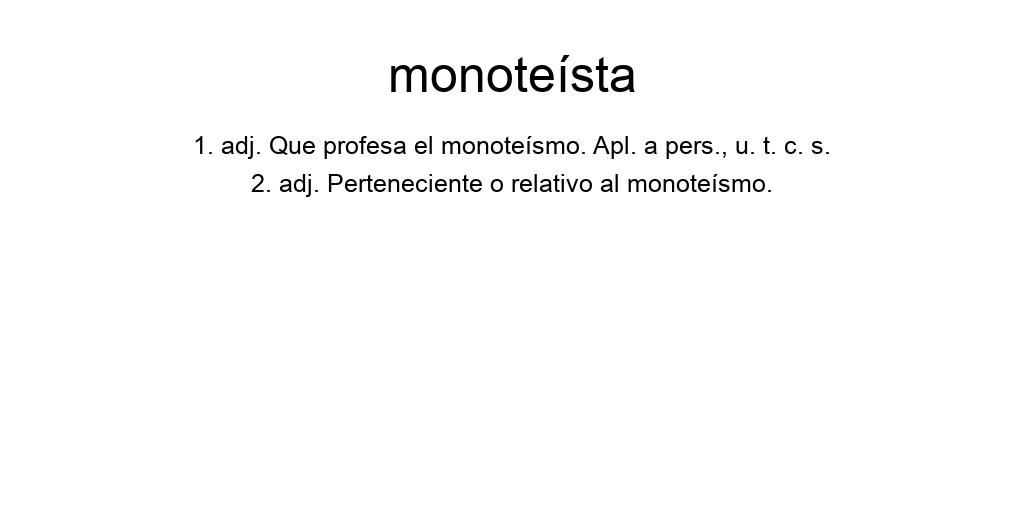 monoteísta
1. adj. Que profesa el monoteísmo. Apl. a pers., u. t. c. s.
2. adj. Perteneciente o relativo al monoteísmo.